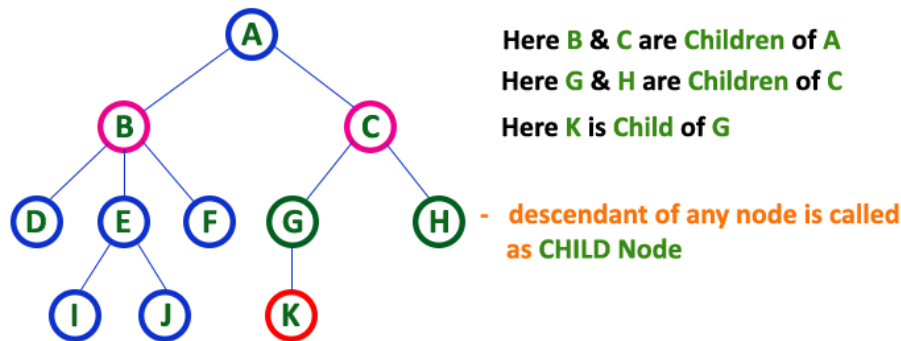 A
Here B & C are Children of A
Here G & H are Children of C
B
C
Here K is Child of G
D
E
F
G
H
- descendant of any node is called
as CHILD Node
I
J
K